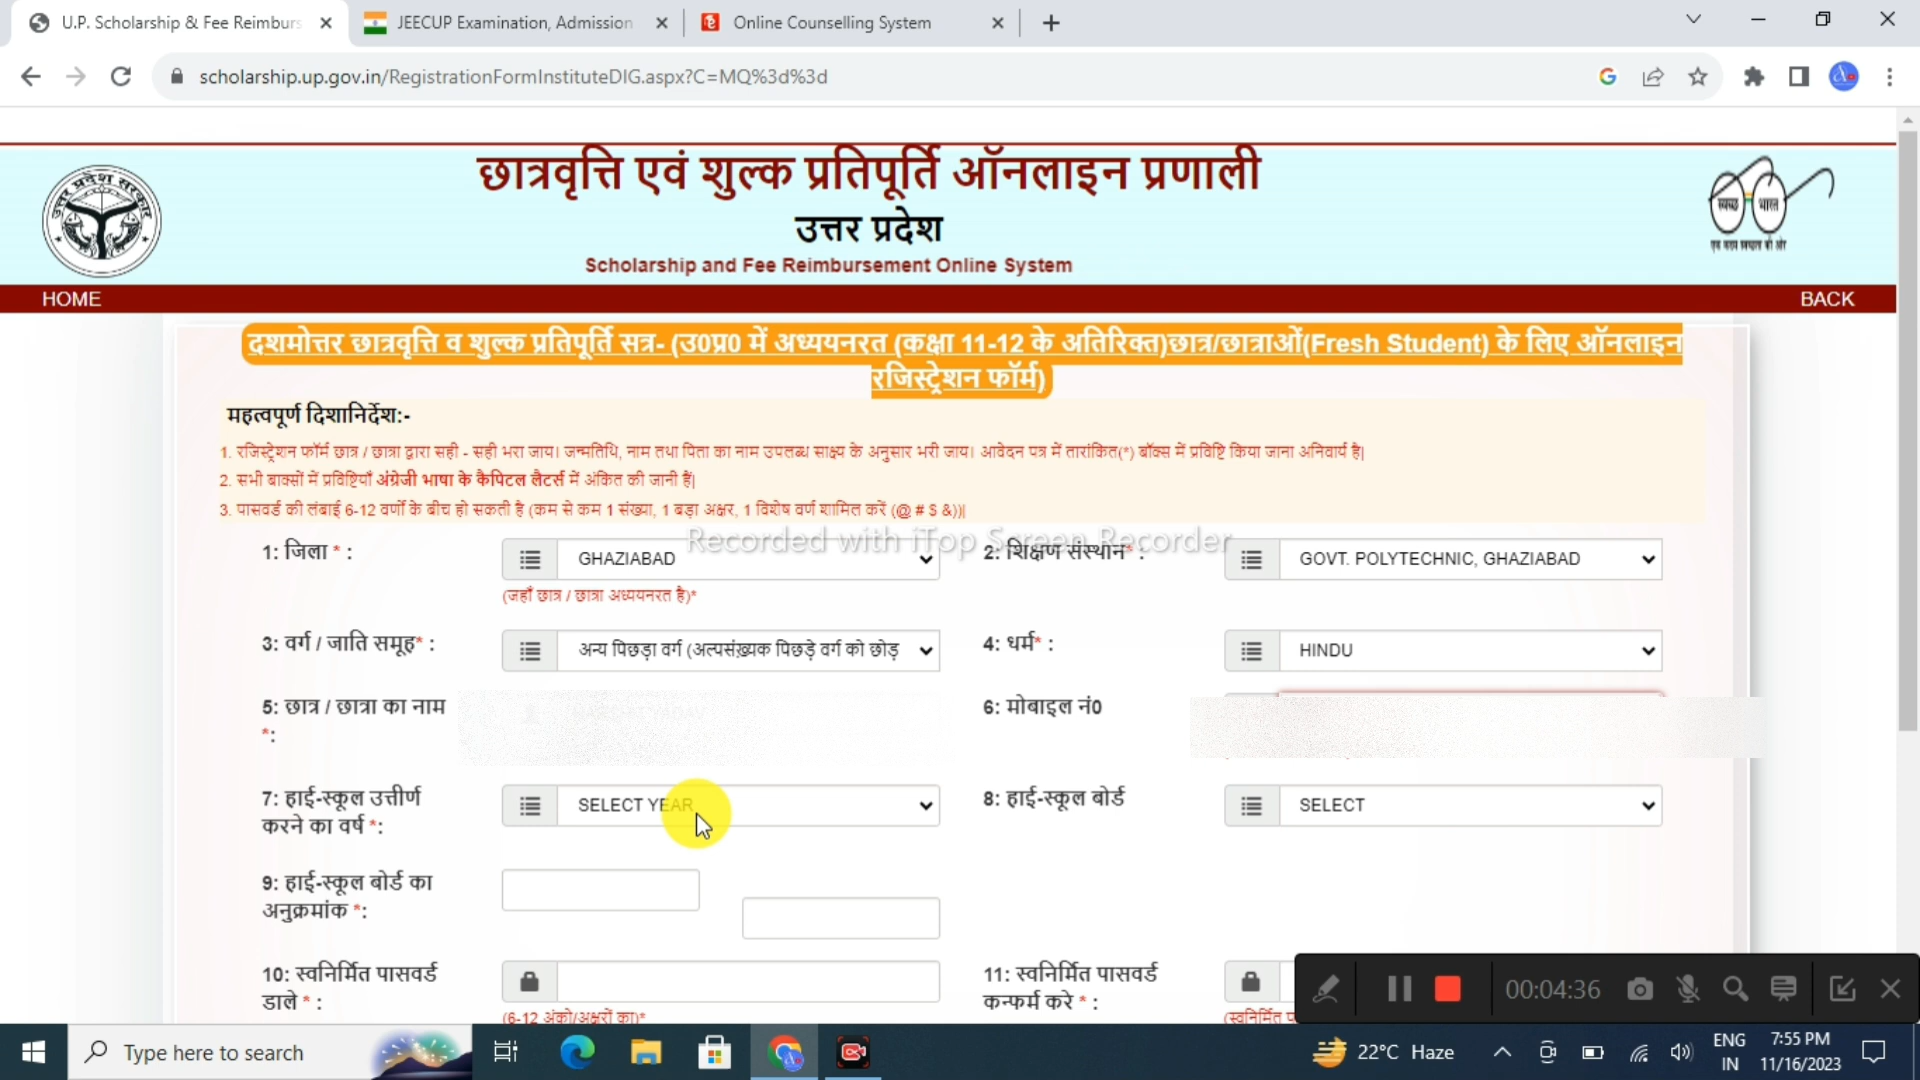 U.P. Scholarship & Fee Reimburs
JEECUP Examination, Admission
Online Counselling System
scholarship.up.gov.in/RegistrationFormInstituteDIG.aspx?C=MQ%3d%3d
छात्रवृत्ति एवं शुल्क प्रतिपूर्ति ऑनलाइन प्रणाली
उत्तर प्रदेश
Scholarship and Fee Reimbursement Online System
स्वच्छ भारत
एक कदम स्वच्छता की ओर
HOME
BACK
दशमोत्तर छात्रवृत्ति व शुल्क प्रतिपूर्ति सत्र- (उ0प्र0 में अध्ययनरत (कक्षा 11-12 के अतिरिक्त)छात्र/छात्राओं(Fresh Student) के लिए ऑनलाइन
रजिस्ट्रेशन फॉर्म)
महत्वपूर्ण दिशानिर्देश:-
1. रजिस्ट्रेशन फॉर्म छात्र / छात्रा द्वारा सही - सही भरा जाय। जन्मतिथि, नाम तथा पिता का नाम उपलब्ध साक्ष्य के अनुसार भरी जाय। आवेदन पत्र में तारांकित(*) बॉक्स में प्रविष्टि किया जाना अनिवार्य है|
2. सभी बाक्सों में प्रविष्टियाँ अंग्रेजी भाषा के कैपिटल लैटर्स में अंकित की जानी हैं|
3. पासवर्ड की लंबाई 6-12 वर्णों के बीच हो सकती है (कम से कम 1 संख्या, 1 बड़ा अक्षर, 1 विशेष वर्ण शामिल करें (@ # $ &))|
Recorded with iTop Screen Recorder
1: जिला * :
GHAZIABAD
2: शिक्षण संस्थान* :
GOVT. POLYTECHNIC, GHAZIABAD
(जहाँ छात्र / छात्रा अध्ययनरत है)*
3: वर्ग / जाति समूह* :
अन्य पिछड़ा वर्ग (अल्पसंख़्यक पिछड़े वर्ग को छोड़
4: धर्म* :
HINDU
5: छात्र / छात्रा का नाम
*:
6: मोबाइल नं0
7: हाई-स्कूल उत्तीर्ण
करने का वर्ष *:
SELECT YEAR
8: हाई-स्कूल बोर्ड
SELECT
9: हाई-स्कूल बोर्ड का
अनुक्रमांक *:
10: स्वनिर्मित पासवर्ड
डाले * :
(6-12 अंको/अक्षरों का)*
11: स्वनिर्मित पासवर्ड
कन्फर्म करे * :
(स्वनिर्मित
00:04:36
Type here to search
22°C Haze
ENG
IN
7:55 PM
11/16/2023